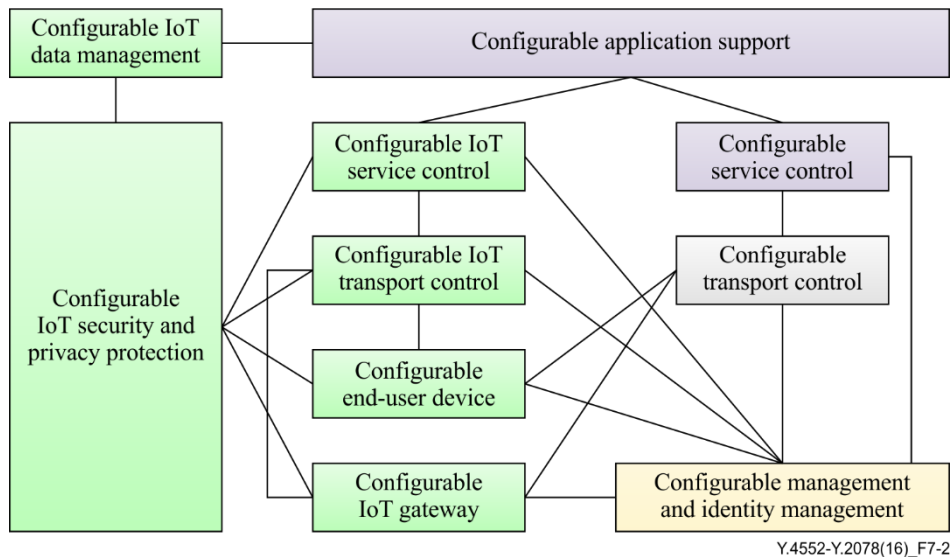 Configurable IoT
data management
Configurable application support
Configurable IoT
service control
Configurable
service control
Configurable IoT
transport control
Configurable
transport control
Configurable
IoT security and
privacy protection
Configurable
end-user device
Configurable
IoT gateway
Configurable management
and identity management
Y.4552-Y.2078(16)_F7-2